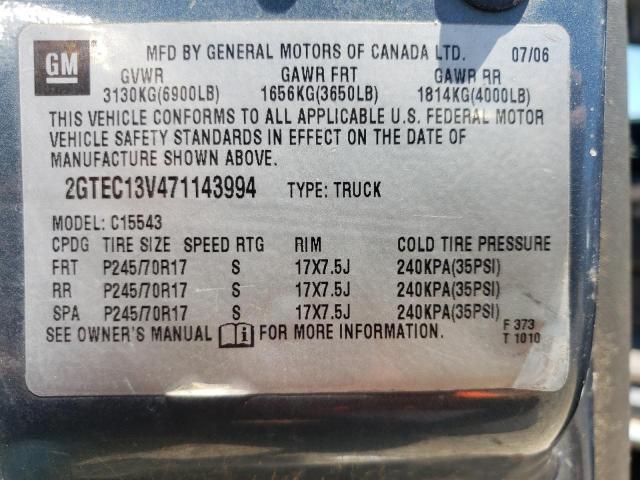 GM
MFD BY GENERAL MOTORS OF CANADA LTD. 07/06
GVWR GAWR FRT GAWR RR
3130KG(6900LB) 1656KG(3650LB) 1814KG(4000LB)
THIS VEHICLE CONFORMS TO ALL APPLICABLE U.S. FEDERAL MOTOR
VEHICLE SAFETY STANDARDS IN EFFECT ON THE DATE OF
MANUFACTURE SHOWN ABOVE.
2GTEC13V471143994 TYPE: TRUCK
MODEL: C15543
CPDG TIRE SIZE SPEED RTG RIM COLD TIRE PRESSURE
FRT P245/70R17 S 17X7.5J 240KPA(35PSI)
RR P245/70R17 S 17X7.5J 240KPA(35PSI)
SPA P245/70R17 S 17X7.5J 240KPA(35PSI)
SEE OWNER'S MANUAL i FOR MORE INFORMATION.
F 373
T 1010